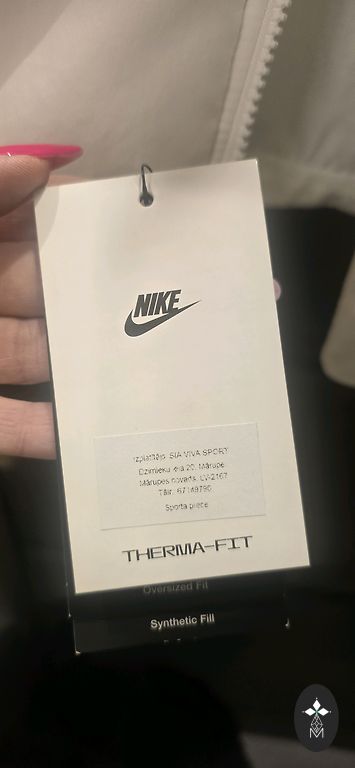 NIKE
Izplatītājs: SIA VIVA SPORT
Dzirnieku iela 20, Mārupe,
Mārupes novads, LV-2167
Tālr. 67149790
Sporta prece
THERMA-FIT
Oversized Fit
Synthetic Fill
M